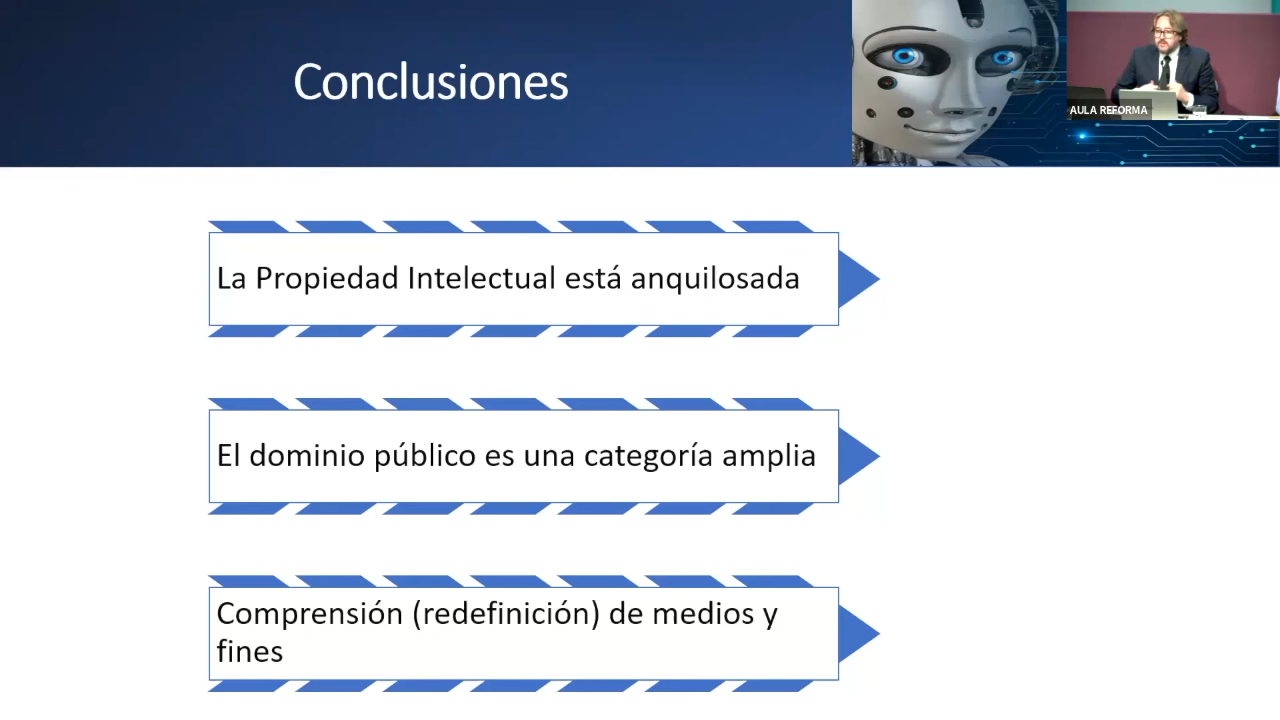 Conclusiones
AULA REFORMA
La Propiedad Intelectual está anquilosada
El dominio público es una categoría amplia
Comprensión (redefinición) de medios y
fines